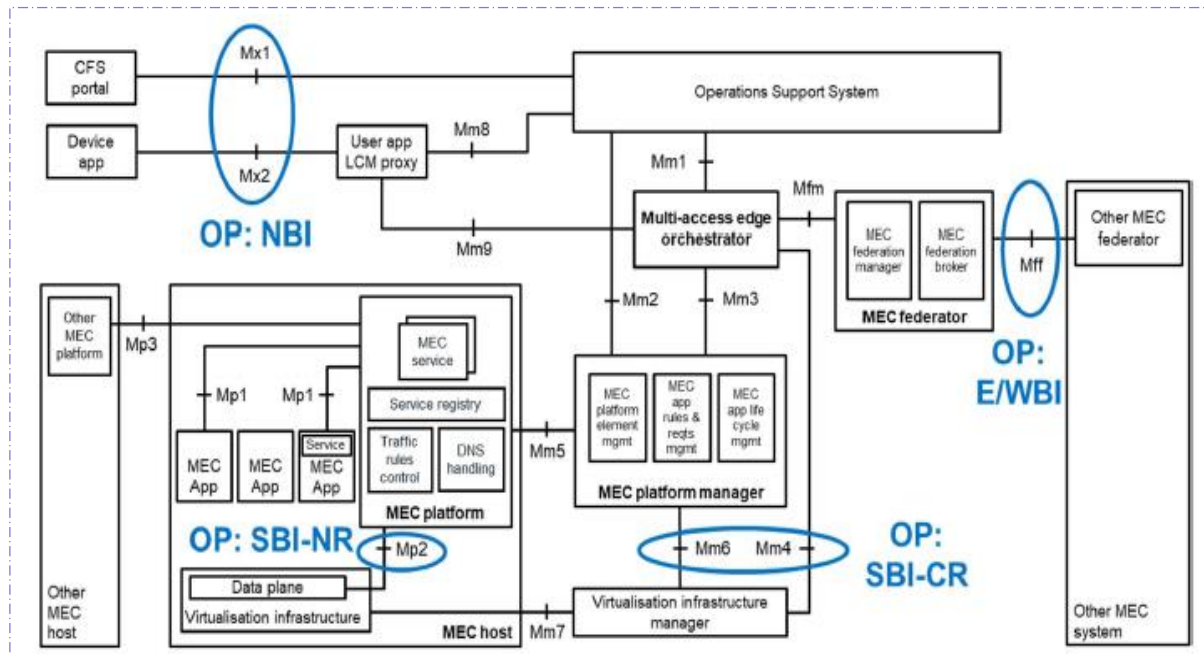 CFS
portal
Mx1
Operations Support System
Device
app
Mx2
User app
LCM proxy
Mm8
OP: NBI
Mm9
Mm1
Multi-access edge
orchestrator
Mfm
MEC
federation
manager
MEC
federation
broker
MEC federator
Mff
Other MEC
federator
OP:
E/WBI
Other
MEC
platform
Mp3
MEC
service
Mp1
Mp1
Service registry
Traffic
rules
control
DNS
handling
MEC platform
MEC
App
MEC
App
Service
MEC
App
OP: SBI-NR
Mp2
Mm2
Mm3
Mm5
MEC
platform
element
mgmt
MEC
app
rules &
reqts
mgmt
MEC
app life
cycle
mgmt
MEC platform manager
Mm6
Mm4
OP:
SBI-CR
Data plane
Virtualisation infrastructure
MEC host
Mm7
Virtualisation infrastructure
manager
Other
MEC
host
Other MEC
system